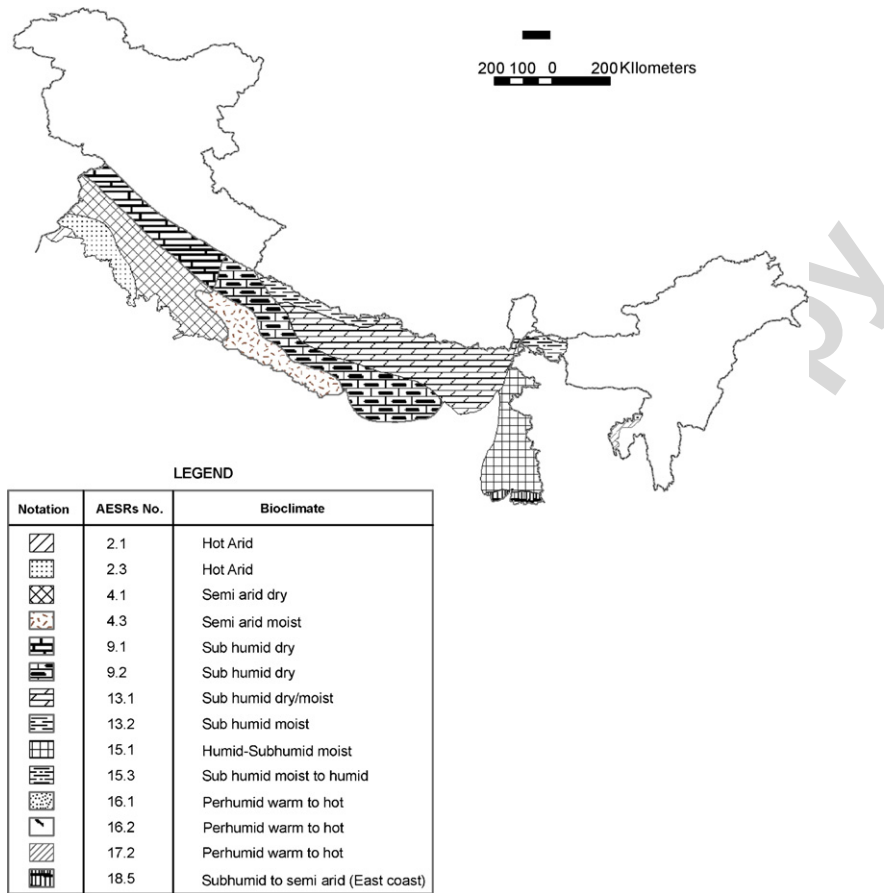 200 100 0 200 KIlometers
LEGEND
Notation AESRs No. Bioclimate
2.1 Hot Arid
2.3 Hot Arid
4.1 Semi arid dry
4.3 Semi arid moist
9.1 Sub humid dry
9.2 Sub humid dry
13.1 Sub humid dry/moist
13.2 Sub humid moist
15.1 Humid-Subhumid moist
15.3 Sub humid moist to humid
16.1 Perhumid warm to hot
16.2 Perhumid warm to hot
17.2 Perhumid warm to hot
18.5 Subhumid to semi arid (East coast)
py